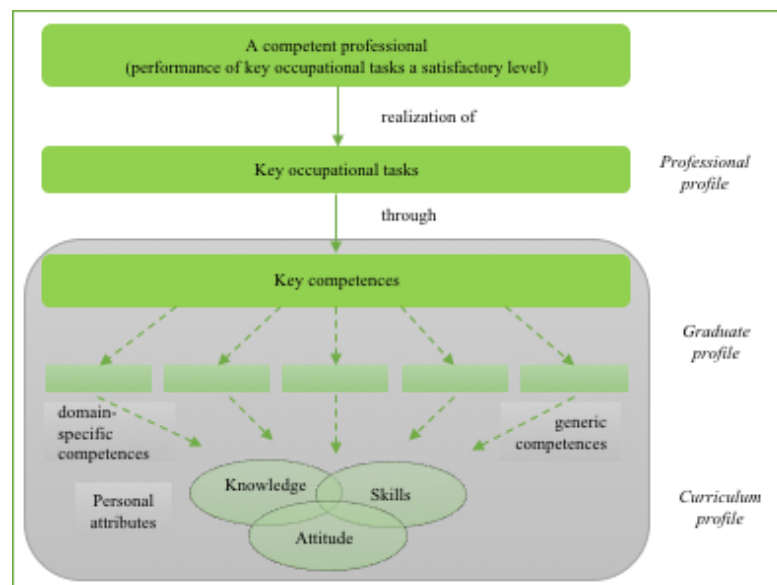 A competent professional
(performance of key occupational tasks a satisfactory level)
realization of
Key occupational tasks
Professional
profile
through
Key competences
Graduate
profile
domain-
specific
competences
generic
competences
Knowledge
Skills
Attitude
Personal
attributes
Curriculum
profile